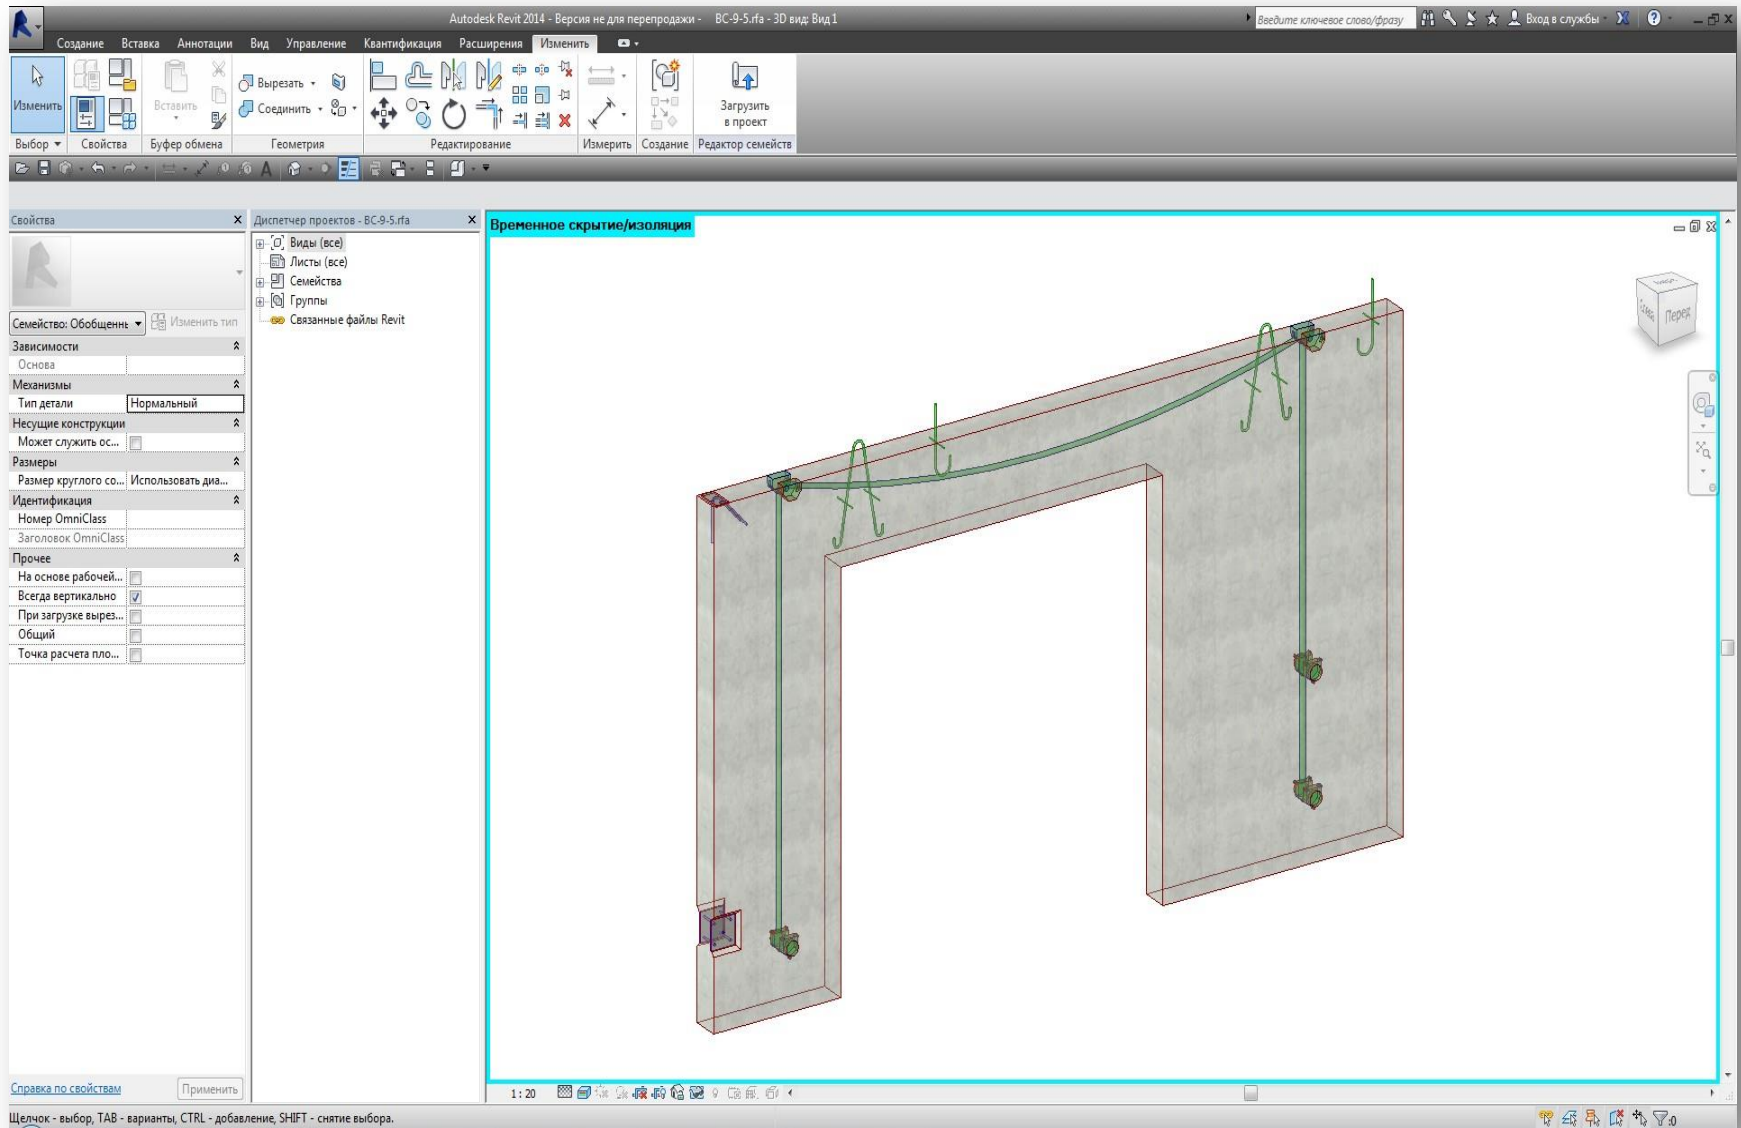 Autodesk Revit 2014 - Версия не для перепродажи - BC-9-5.rfa - 3D вид: Вид 1
Введите ключевое слово/фразу
Вход в службы
Создание Вставка Аннотации Вид Управление Квантификация Расширения Изменить
Изменить
Вставить
Вырезать
Соединить
Загрузить
в проект
Выбор Свойства Буфер обмена Геометрия Редактирование Измерить Создание Редактор семейств
Свойства
Диспетчер проектов - BC-9-5.rfa
Временное скрытие/изоляция
Виды (все)
Листы (все)
Семейства
Группы
Связанные файлы Revit
Семейство: Обобщенн
Изменить тип
Зависимости
Основа
Механизмы
Тип детали Нормальный
Несущие конструкции
Может служить ос...
Размеры
Размер круглого со... Использовать диа...
Идентификация
Номер OmniClass
Заголовок OmniClass
Прочее
На основе рабочей...
Всегда вертикально
При загрузке вырез...
Общий
Точка расчета пло...
Перед
Справка по свойствам
Применить
1 : 20
Щелчок - выбор, TAB - варианты, CTRL - добавление, SHIFT - снятие выбора.
:0